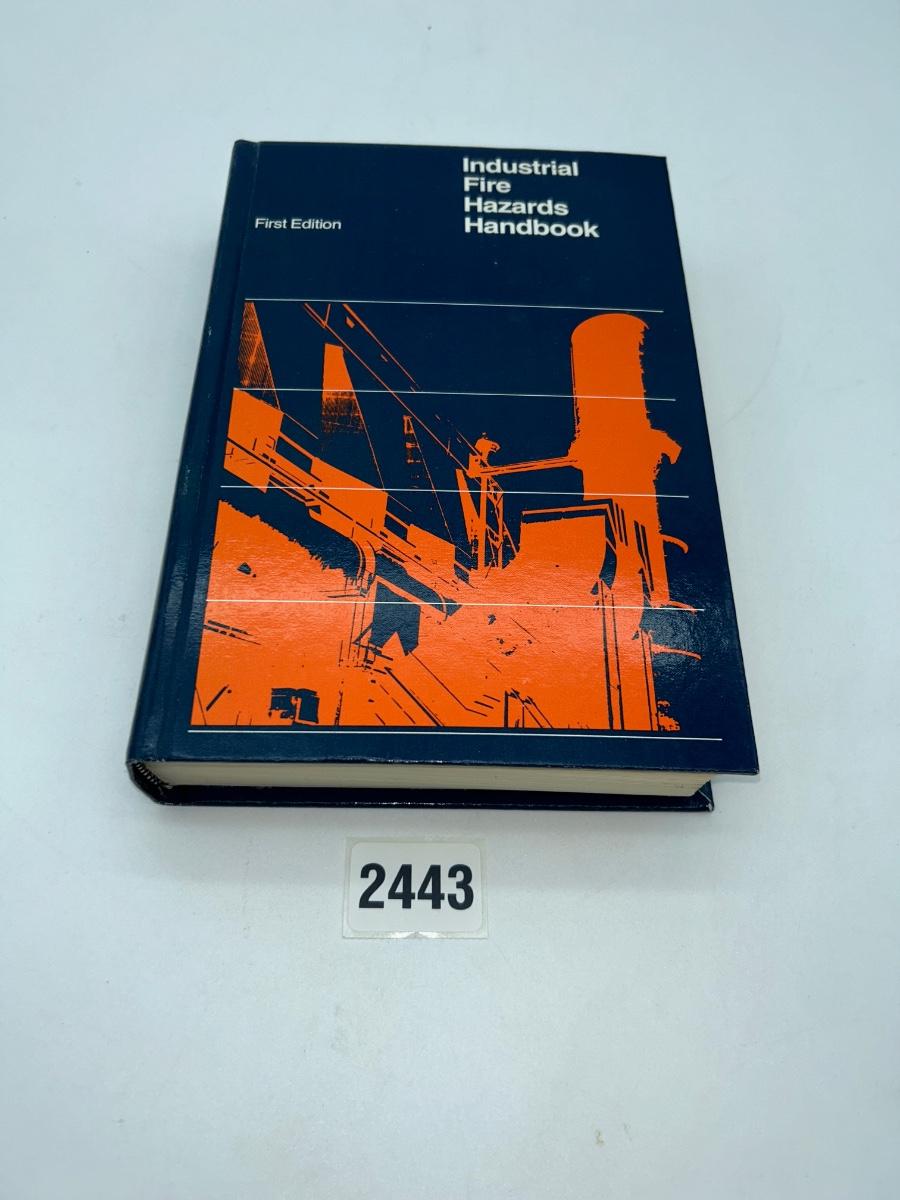 Industrial
Fire
Hazards
Handbook
First Edition
2443